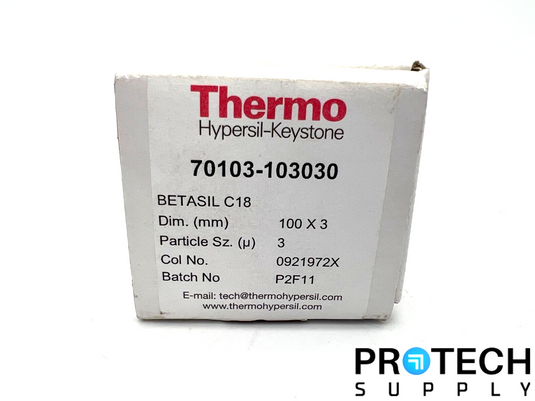 Thermo
Hypersil-Keystone
70103-103030
BETASIL C18
Dim. (mm) 100 X 3
Particle Sz. (µ) 3
Col No. 0921972X
Batch No P2F11
E-mail: tech@thermohypersil.com
www.thermohypersil.com
PROTECH
SUPPLY